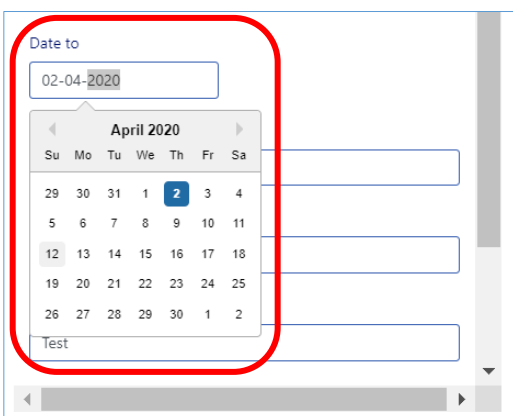 Date to
02-04-2020
April 2020
Su Mo Tu We Th Fr Sa
29 30 31 1 2 3 4
5 6 7 8 9 10 11
12 13 14 15 16 17 18
19 20 21 22 23 24 25
26 27 28 29 30 1 2
Test